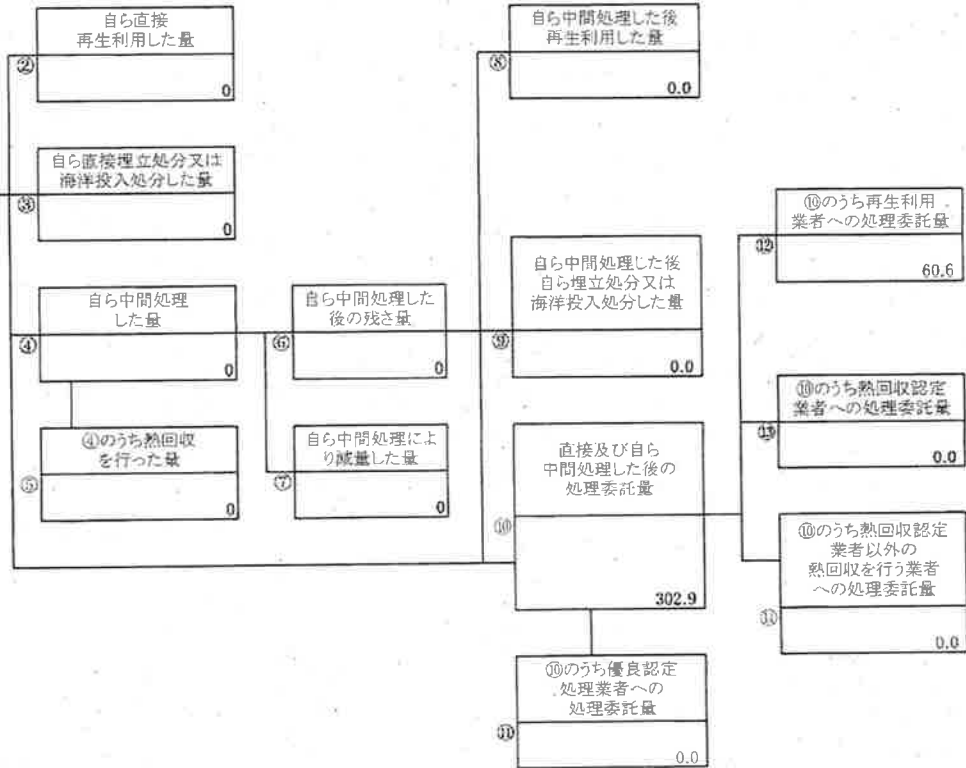 自ら直接
再生利用した量
②
0
自ら直接埋立処分又は
海洋投入処分した量
③
0
自ら中間処理
した量
④
0
④のうち熱回収
を行った量
⑤
0
自ら中間処理した
後の残さ量
⑥
0
自ら中間処理によ
り減量した量
⑦
0
自ら中間処理した後
再生利用した量
⑧
0.0
自ら中間処理した後
自ら埋立処分又は
海洋投入処分した量
⑨
0.0
直接及び自ら
中間処理した後の
処理委託量
⑩
302.9
⑩のうち優良認定
処理業者への
処理委託量
⑪
0.0
⑩のうち再生利用
業者への処理委託量
⑫
60.6
⑩のうち熱回収認定
業者への処理委託量
⑬
0.0
⑩のうち熱回収認定
業者以外の
熱回収を行う業者
への処理委託量
0.0